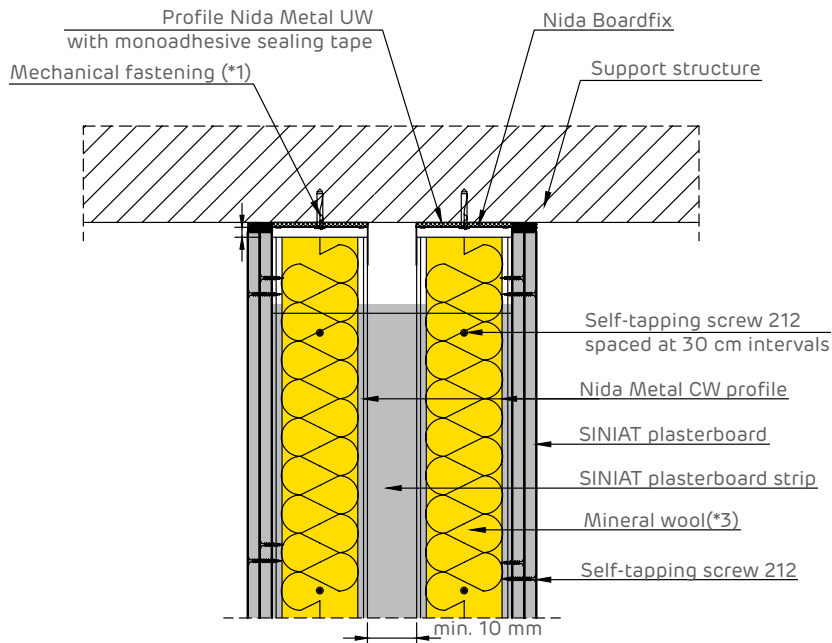 Profile Nida Metal UW
with monoadhesive sealing tape
Mechanical fastening (*1)
Nida Boardfix
Support structure
Self-tapping screw 212
spaced at 30 cm intervals
Nida Metal CW profile
SINIAT plasterboard
SINIAT plasterboard strip
Mineral wool(*3)
Self-tapping screw 212
min. 10 mm